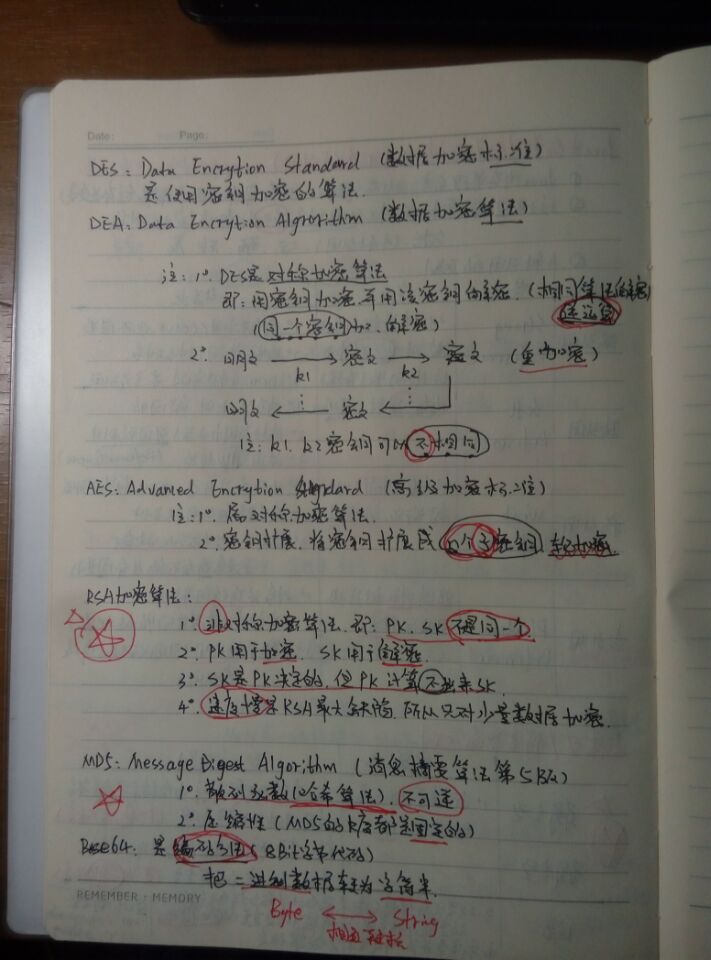 Date: Page:
DES: Data Encrytion Standard (数据加密标准)
是使用密钥加密的算法.
DEA: Data Encrytion Algrorithm (数据加密算法)
注: 1°. DES是对称加密算法
即: 用密钥加密并用该密钥解密. (相同算法解密)
逆运算
(同一个密钥加、解密)
2°. 明文 → 密文 → 密文 (重加密)
k1 k2
明文 ← 密文 ←
注: k1. k2 密钥可以不相同
AES: Advanced Encrytion Standard (高级加密标准)
注: 1°. 属对称加密算法.
2°. 密钥扩展. 将密钥扩展成n个子密钥, 轮加密.
RSA加密算法:
1°. 非对称加密算法. 即: PK. SK 不是同一个
2°. PK用于加密. SK用于解密.
3°. SK是PK决定的, 但PK计算不出来SK.
4°. 速度慢是RSA最大缺陷, 所以只对少量数据加密.
MD5: Message Digest Algorithm (消息摘要算法第5版)
1°. 散列函数(哈希算法), 不可逆
2°. 压缩性(MD5的长度都是固定的)
Base64: 是编码方法(8Bit字节代码)
把二进制数据转为字符串.
REMEMBER · MEMORY
Byte ↔ String
相互转换